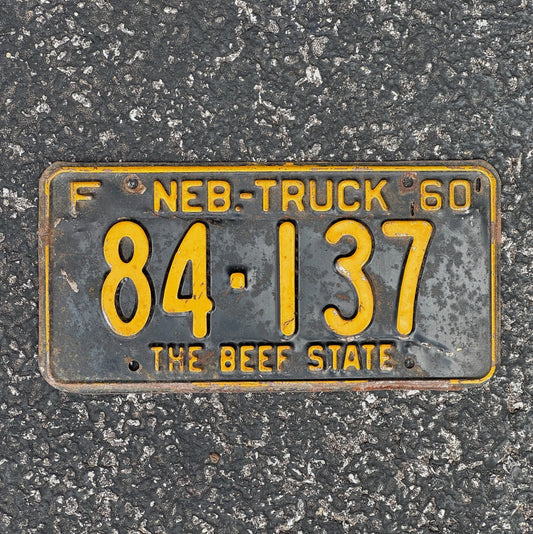 F NEB.-TRUCK 60
84·137
THE BEEF STATE